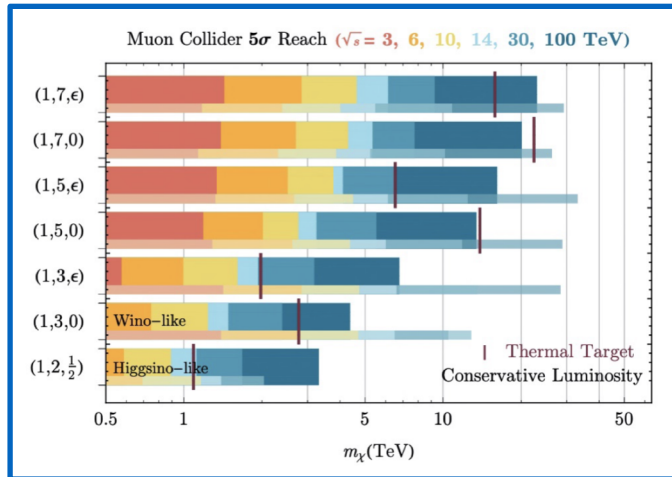 Muon Collider 5σ Reach (√s = 3, 6, 10, 14, 30, 100 TeV)
(1,7,ϵ)
(1,7,0)
(1,5,ϵ)
(1,5,0)
(1,3,ϵ)
(1,3,0)
Wino-like
(1,2,1/2)
Higgsino-like
| Thermal Target
Conservative Luminosity
0.5 1 5 10 50
mχ(TeV)